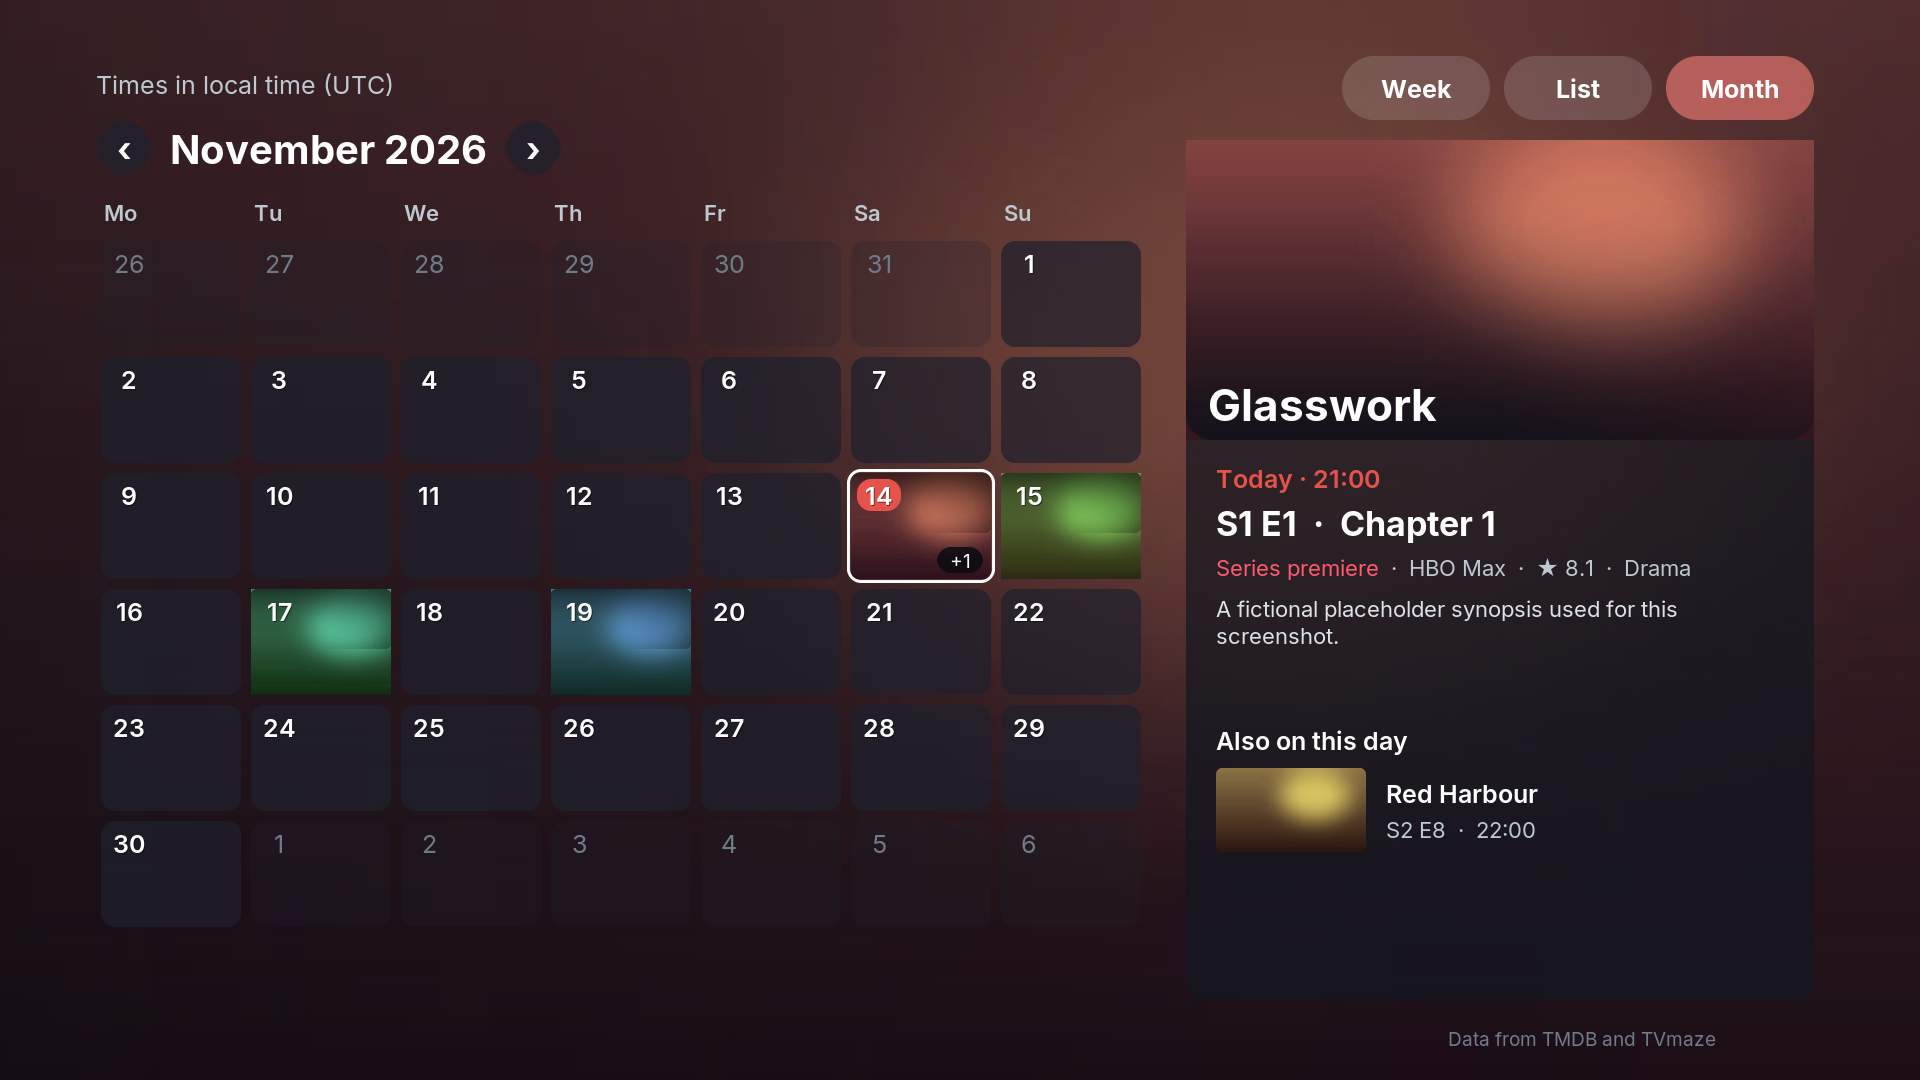 Times in local time (UTC)
Week List Month
‹ November 2026 ›
Mo Tu We Th Fr Sa Su
26 27 28 29 30 31 1
2 3 4 5 6 7 8
9 10 11 12 13 14 15
+1
16 17 18 19 20 21 22
23 24 25 26 27 28 29
30 1 2 3 4 5 6
Glasswork
Today · 21:00
S1 E1 · Chapter 1
Series premiere · HBO Max · ★ 8.1 · Drama
A fictional placeholder synopsis used for this
screenshot.
Also on this day
Red Harbour
S2 E8 · 22:00
Data from TMDB and TVmaze